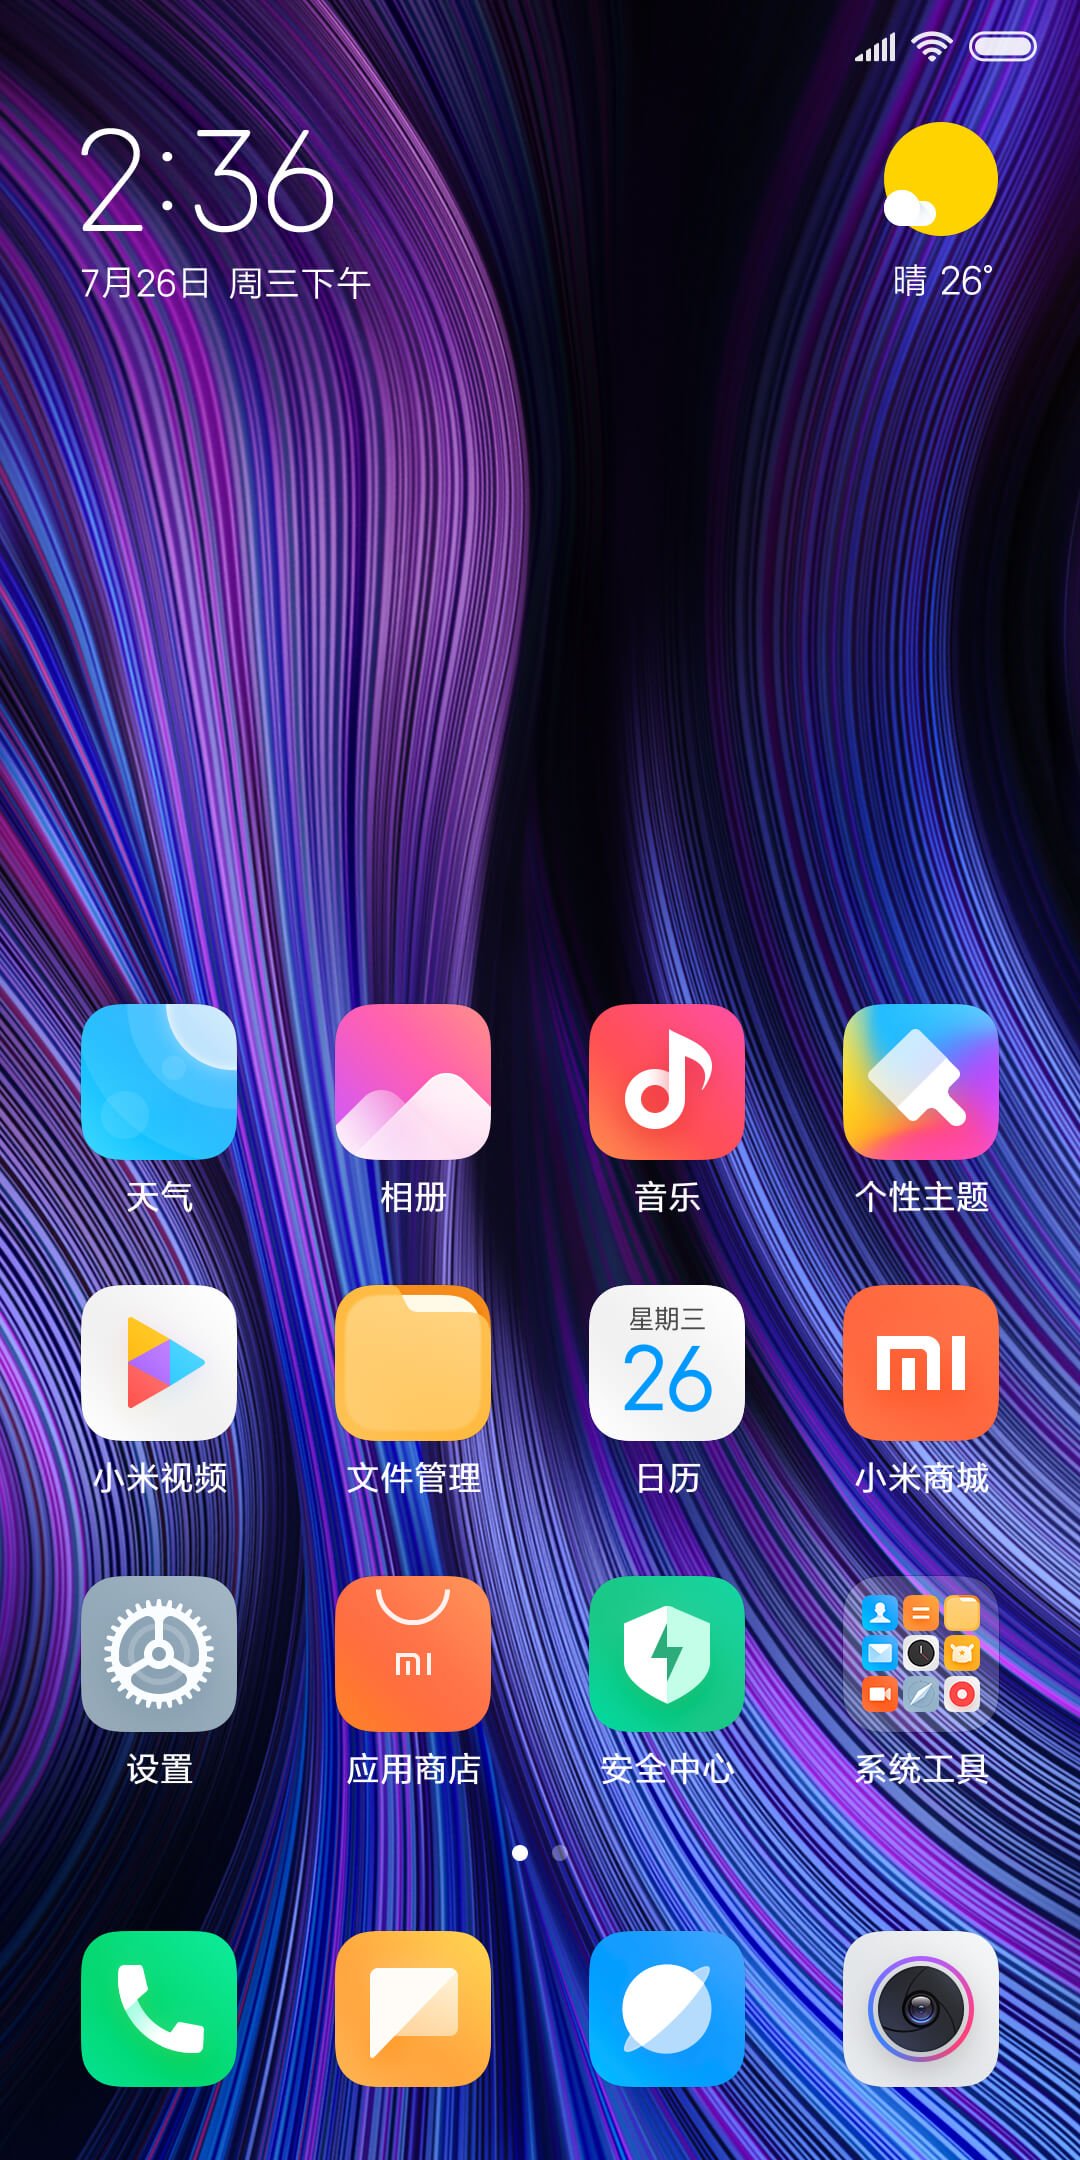 2:36
7月26日 周三下午
晴 26°
天气
相册
音乐
个性主题
星期三
26
mi
小米视频
文件管理
日历
小米商城
mi
设置
应用商店
安全中心
系统工具